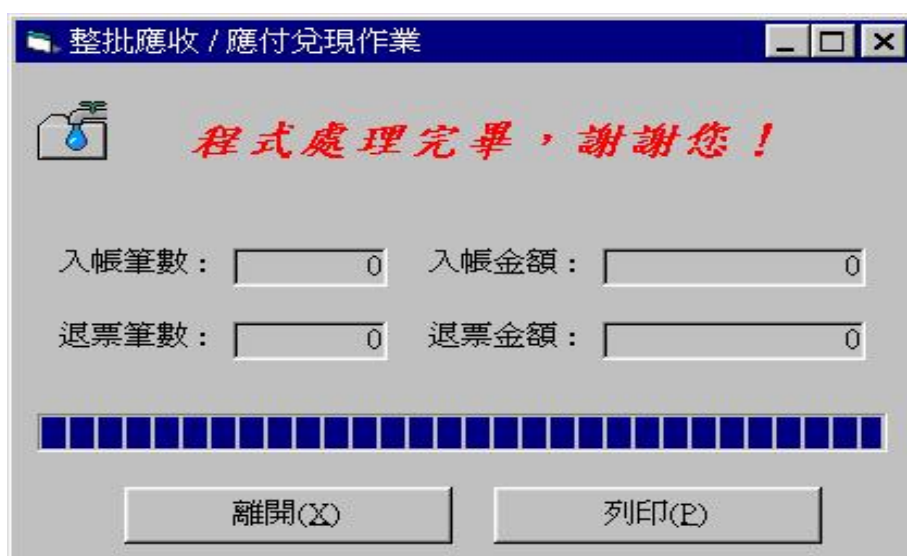 整批應收 / 應付兌現作業
程式處理完畢，謝謝您！
入帳筆數： 0 入帳金額： 0
退票筆數： 0 退票金額： 0
離開(X) 列印(P)